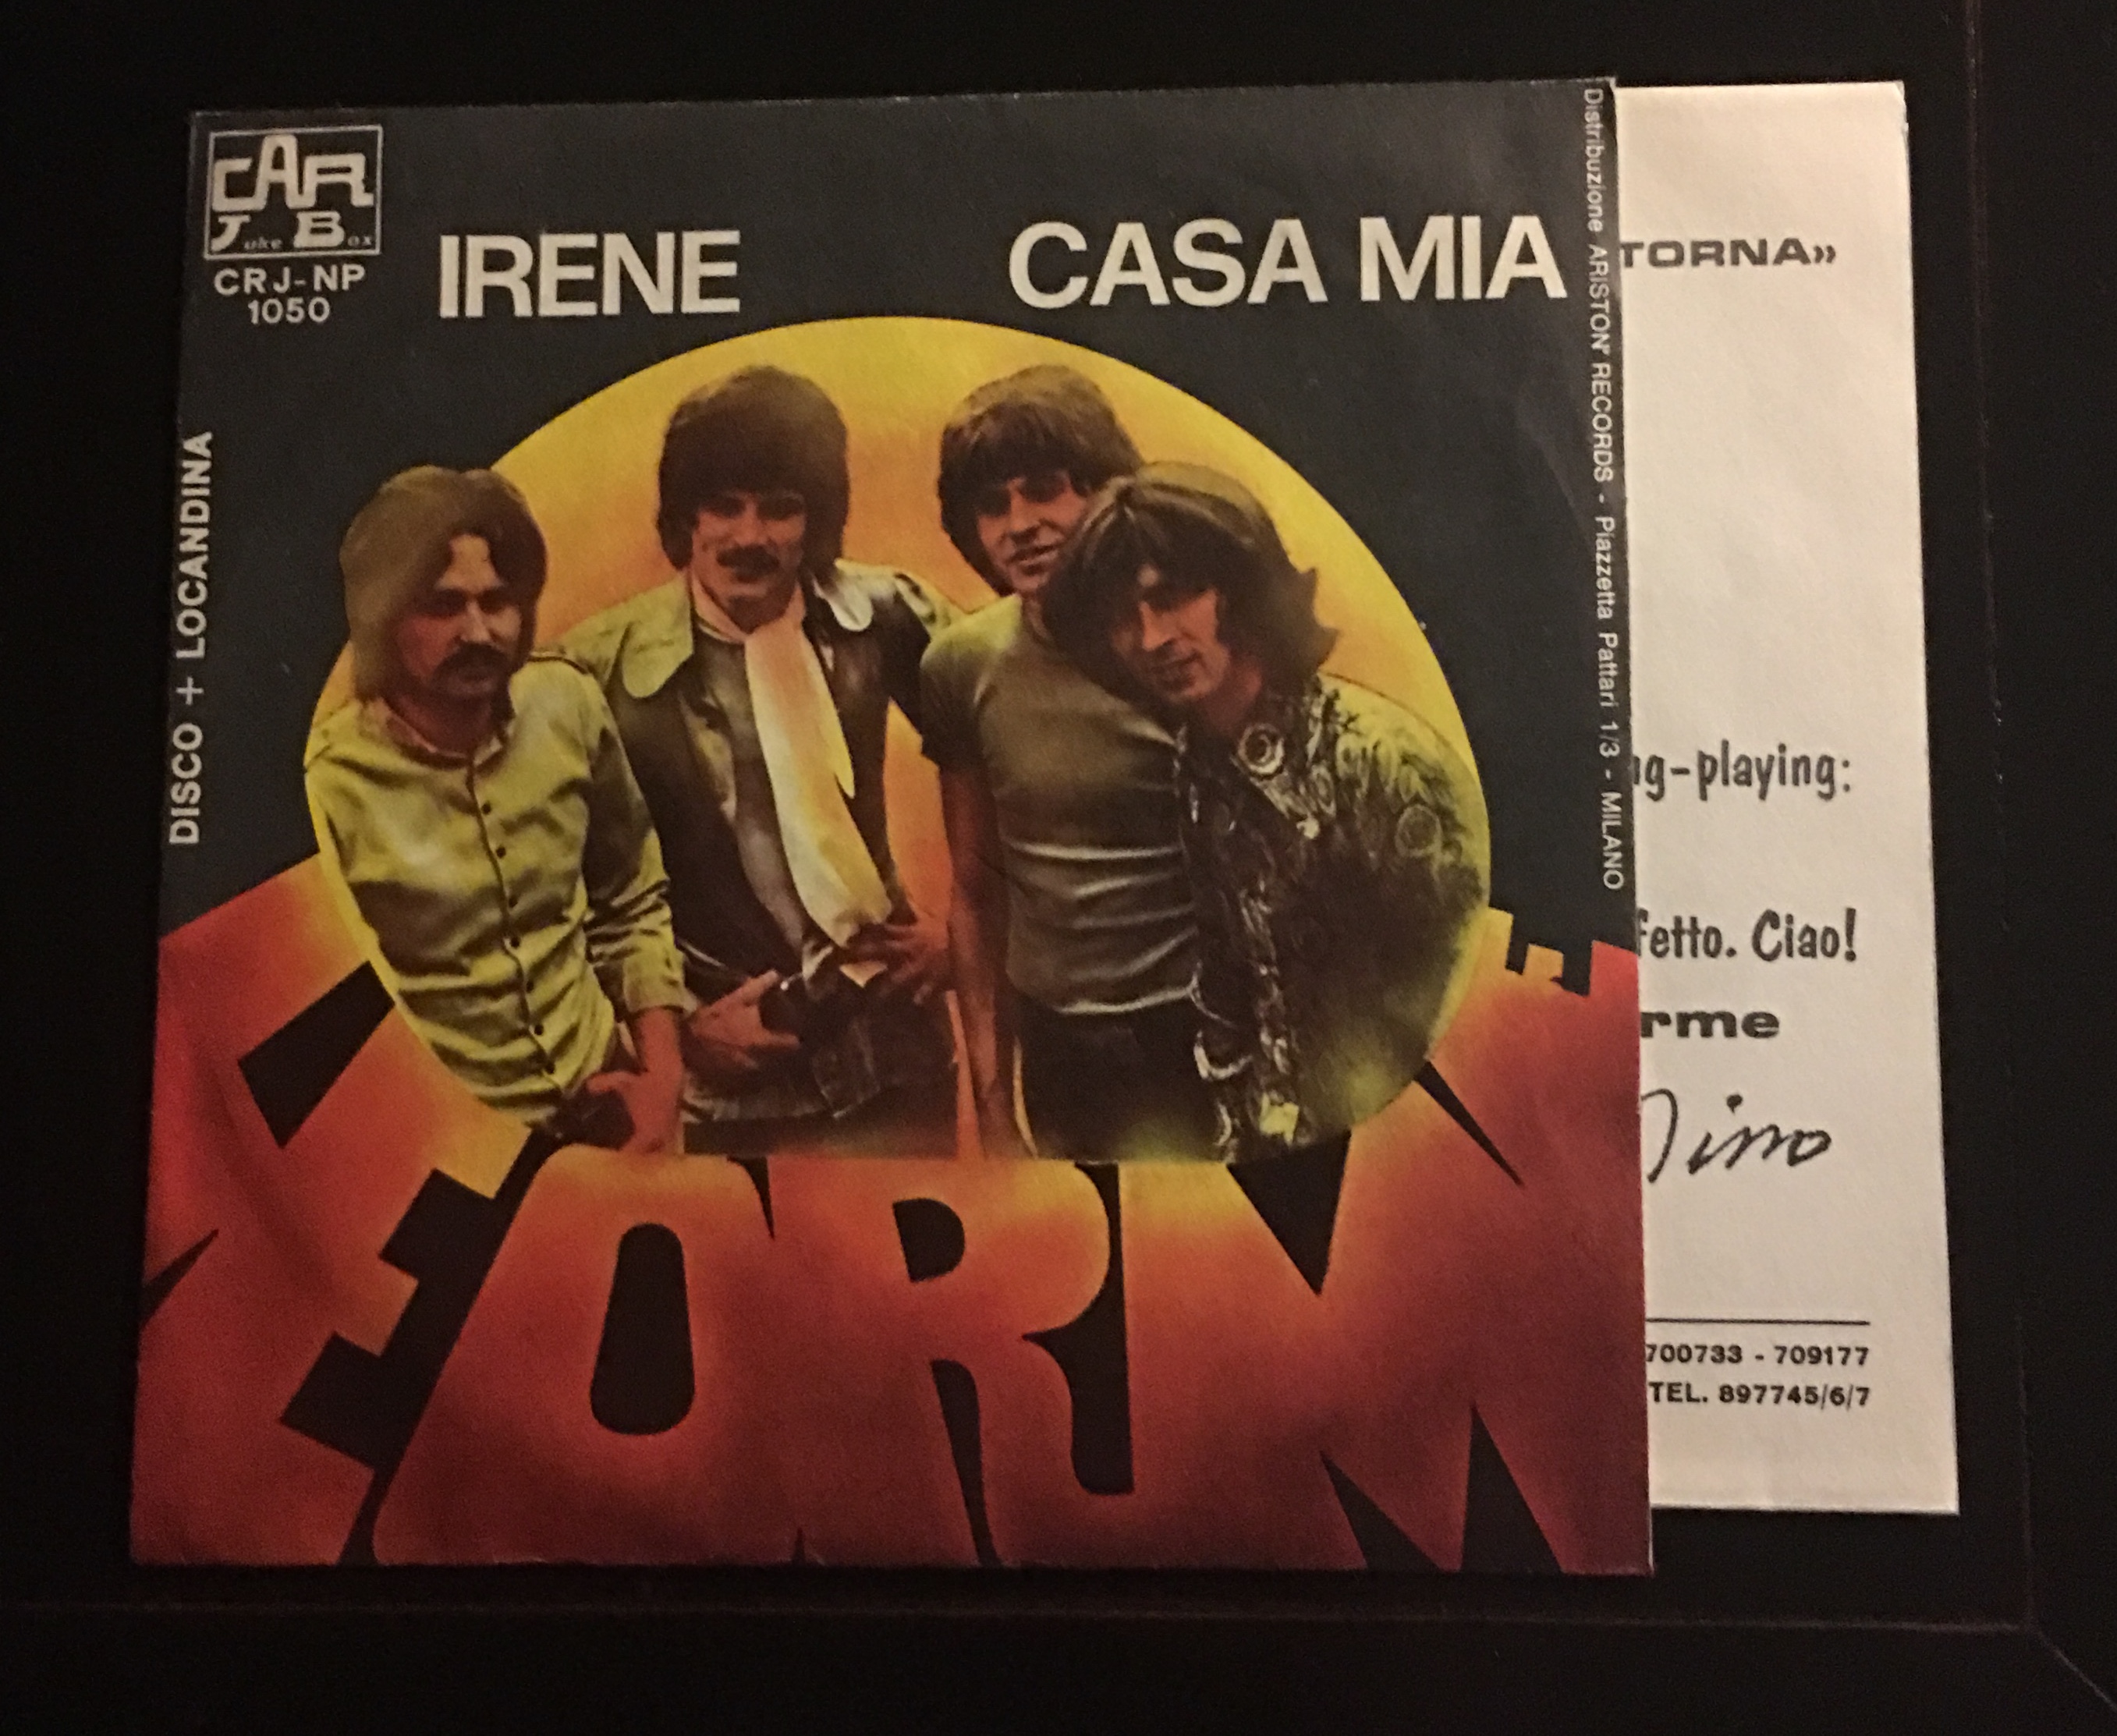 CAR
Juke Box
CRJ-NP
1050
IRENE
CASA MIA
DISCO + LOCANDINA
Distribuzione ARISTON RECORDS - Piazzetta Pattari 1/3 - MILANO
FORME
TORNA»
ng-playing:
fetto. Ciao!
rme
700733 - 709177
TEL. 897745/6/7